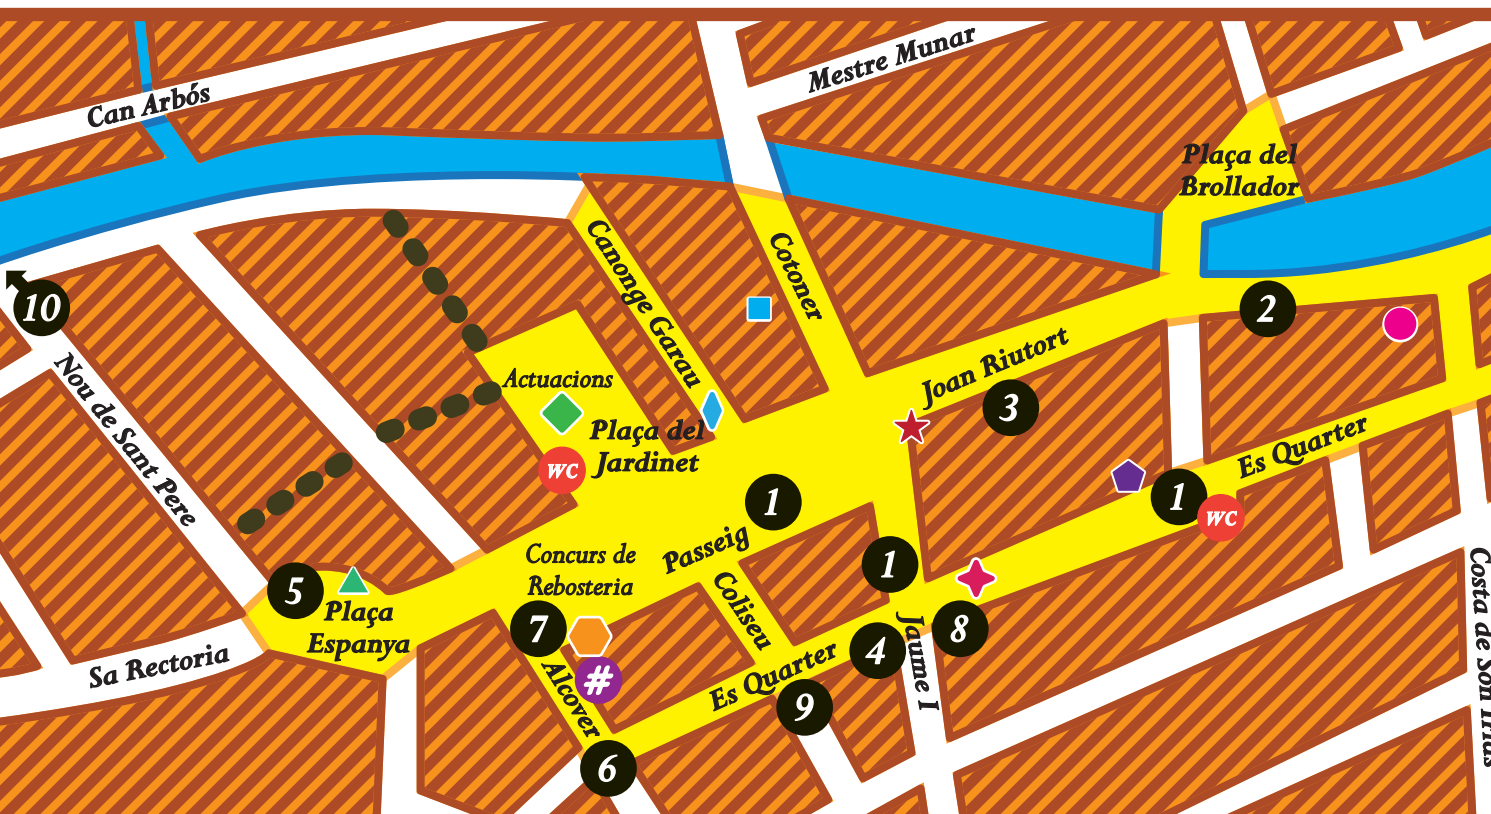 Mestre Munar
Can Arbós
Plaça del
Brollador
Canonge Garau
Cotoner
10
2
Nou de Sant Pere
Joan Riutort
Actuacions
3
Plaça del
Jardinet
WC
Es Quarter
1
1
WC
Passeig
Concurs de
Rebosteria
1
5
Plaça
Espanya
Coliseu
7
Jaume I
8
4
Sa Rectoria
Alcover
#
Es Quarter
9
6
Costa de Son